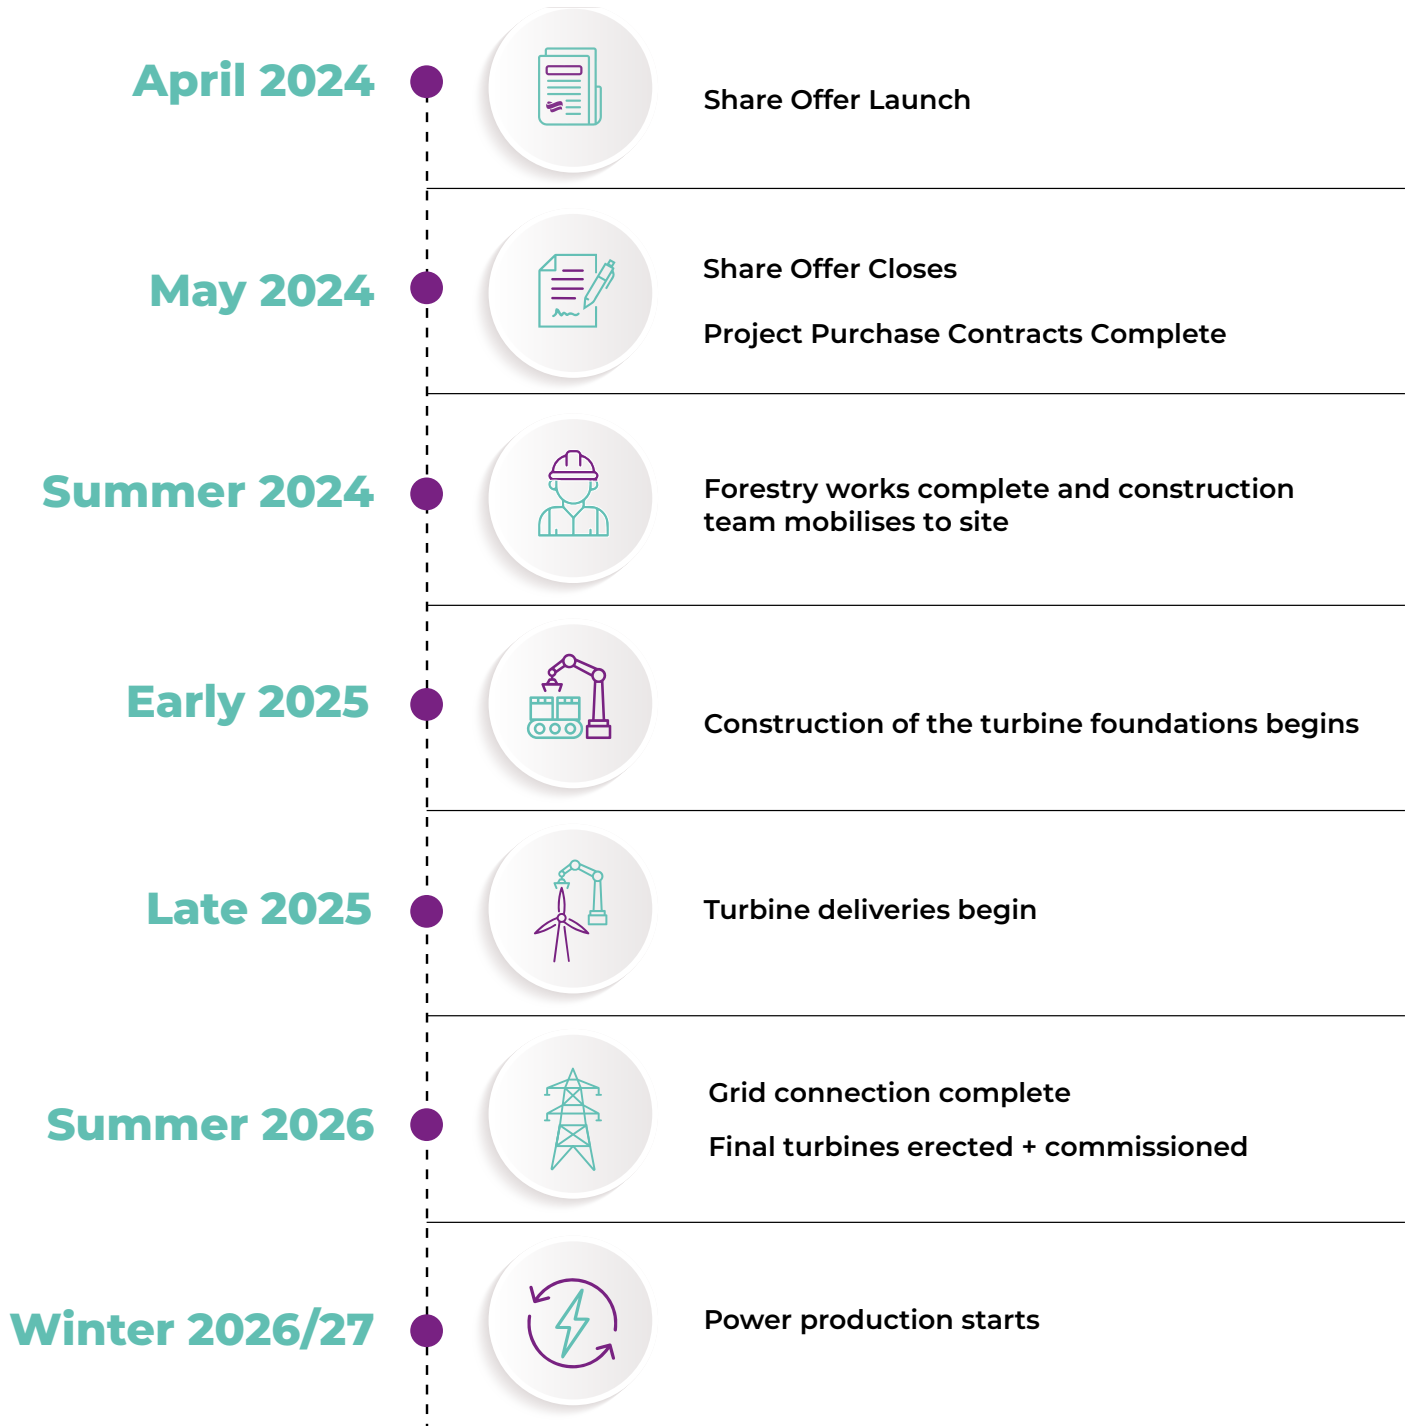 April 2024
Share Offer Launch
May 2024
Share Offer Closes
Project Purchase Contracts Complete
Summer 2024
Forestry works complete and construction
team mobilises to site
Early 2025
Construction of the turbine foundations begins
Late 2025
Turbine deliveries begin
Summer 2026
Grid connection complete
Final turbines erected + commissioned
Winter 2026/27
Power production starts